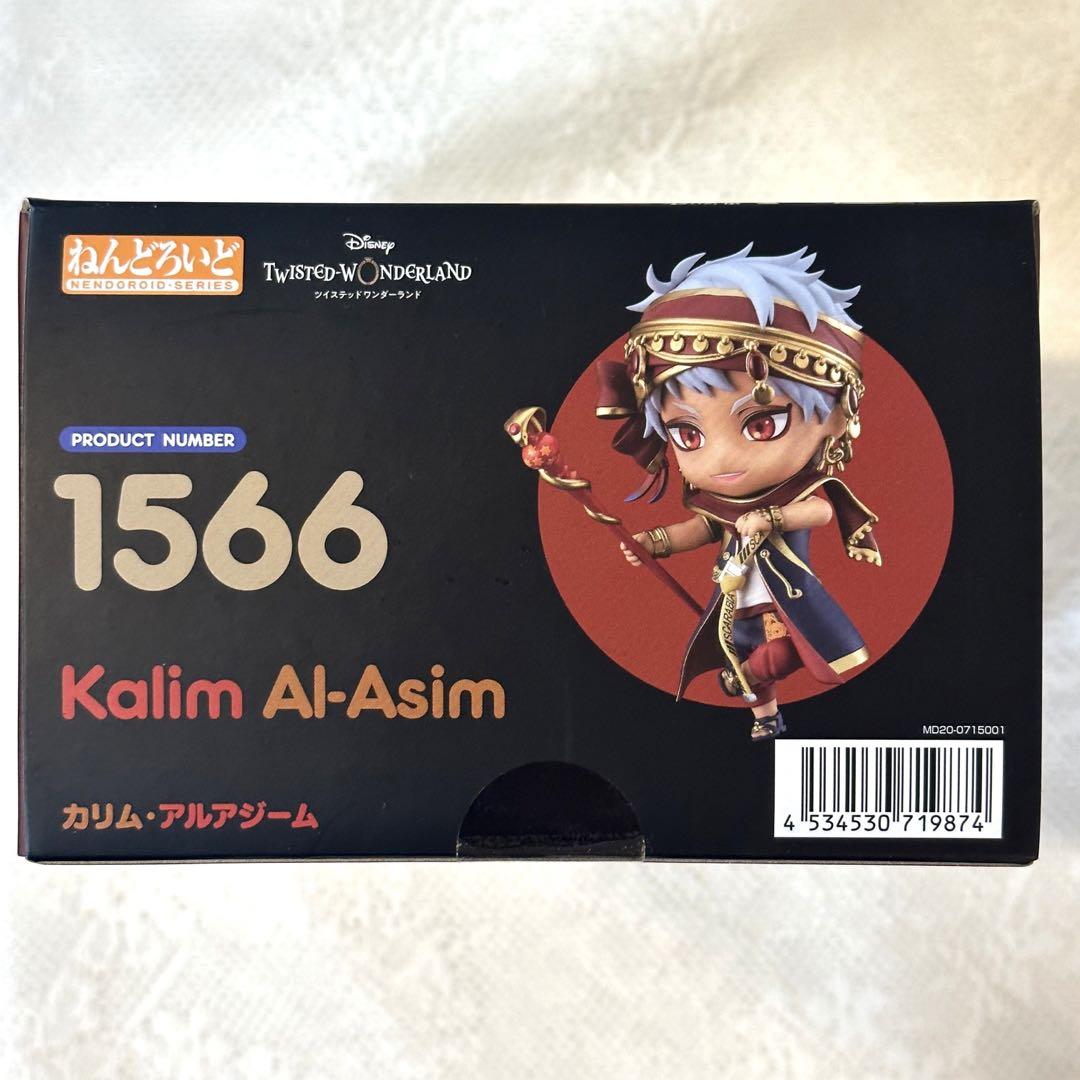 ねんどろいど
NENDOROID・SERIES
Disney
TWISTED-WONDERLAND
ツイステッドワンダーランド
PRODUCT NUMBER
1566
Kalim Al-Asim
カリム・アルアジーム
SCARABIA
MD20-0715001
4 534530 719874